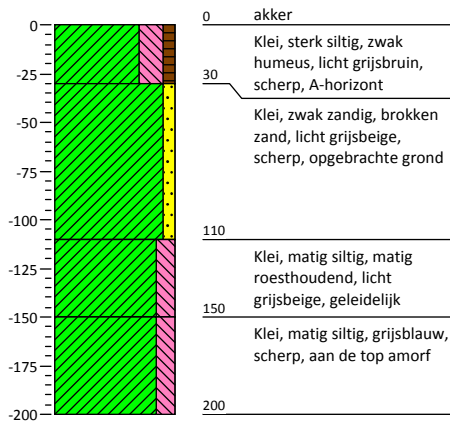 0
-25
-50
-75
-100
-125
-150
-175
-200
0 akker
Klei, sterk siltig, zwak
humeus, licht grijsbruin,
scherp, A-horizont
30
Klei, zwak zandig, brokken
zand, licht grijsbeige,
scherp, opgebrachte grond
110
Klei, matig siltig, matig
roesthoudend, licht
grijsbeige, geleidelijk
150
Klei, matig siltig, grijsblauw,
scherp, aan de top amorf
200